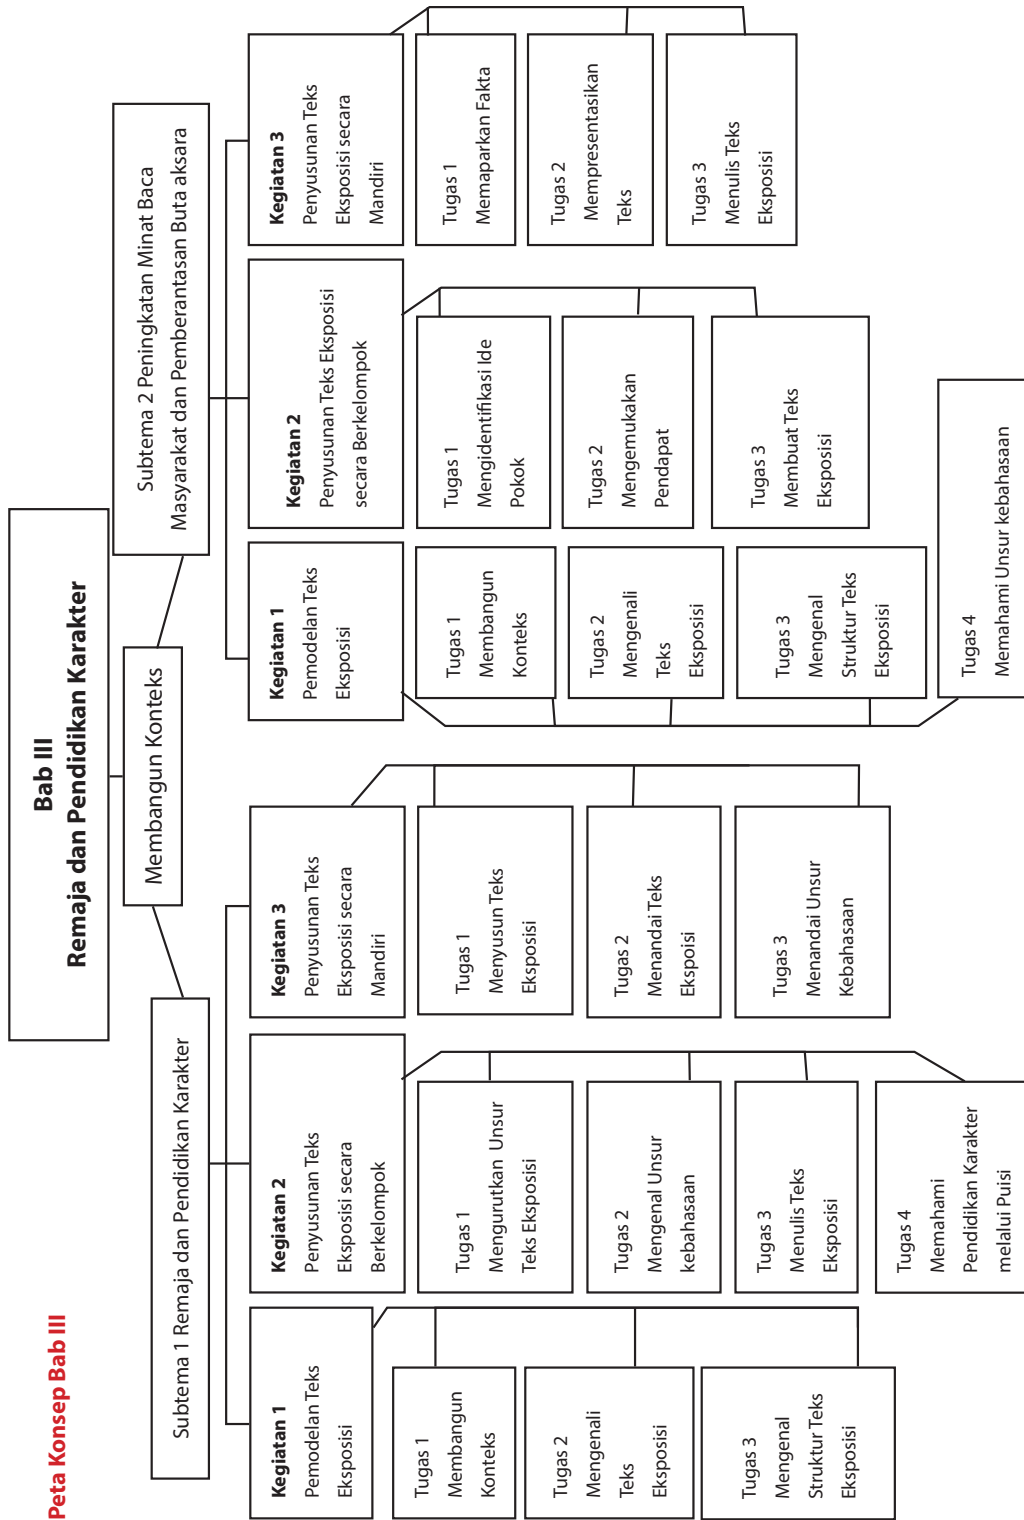 Peta Konsep Bab III
Bab III
Remaja dan Pendidikan Karakter
Membangun Konteks
Subtema 1 Remaja dan Pendidikan Karakter
Kegiatan 1
Pemodelan Teks
Eksposisi
Tugas 1
Membangun
Konteks
Tugas 2
Mengenali
Teks
Eksposisi
Tugas 3
Mengenal
Struktur Teks
Eksposisi
Kegiatan 2
Penyusunan Teks
Eksposisi secara
Berkelompok
Tugas 1
Mengurutkan Unsur
Teks Eksposisi
Tugas 2
Mengenal Unsur
kebahasaan
Tugas 3
Menulis Teks
Eksposisi
Tugas 4
Memahami
Pendidikan Karakter
melalui Puisi
Kegiatan 3
Penyusunan Teks
Eksposisi secara
Mandiri
Tugas 1
Menyusun Teks
Eksposisi
Tugas 2
Menandai Teks
Ekspoisi
Tugas 3
Menandai Unsur
Kebahasaan
Subtema 2 Peningkatan Minat Baca
Masyarakat dan Pemberantasan Buta aksara
Kegiatan 1
Pemodelan Teks
Eksposisi
Tugas 1
Membangun
Konteks
Tugas 2
Mengenali
Teks
Eksposisi
Tugas 3
Mengenal
Struktur Teks
Eksposisi
Tugas 4
Memahami Unsur kebahasaan
Kegiatan 2
Penyusunan Teks Eksposisi
secara Berkelompok
Tugas 1
Mengidentifikasi Ide
Pokok
Tugas 2
Mengemukakan
Pendapat
Tugas 3
Membuat Teks
Eksposisi
Kegiatan 3
Penyusunan Teks
Eksposisi secara
Mandiri
Tugas 1
Memaparkan Fakta
Tugas 2
Mempresentasikan
Teks
Tugas 3
Menulis Teks
Eksposisi